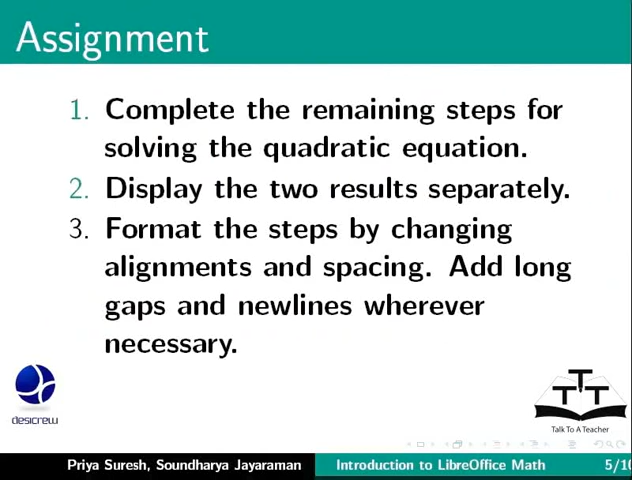 Assignment
1. Complete the remaining steps for
solving the quadratic equation.
2. Display the two results separately.
3. Format the steps by changing
alignments and spacing. Add long
gaps and newlines wherever
necessary.
desicrew
TTT
Talk To A Teacher
Priya Suresh, Soundharya Jayaraman Introduction to LibreOffice Math 5/10